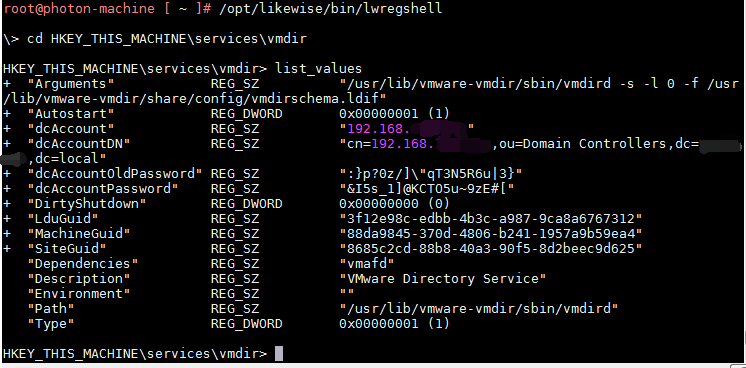 root@photon-machine [ ~ ]# /opt/likewise/bin/lwregshell
\> cd HKEY_THIS_MACHINE\services\vmdir
HKEY_THIS_MACHINE\services\vmdir> list_values
+ "Arguments" REG_SZ "/usr/lib/vmware-vmdir/sbin/vmdird -s -l 0 -f /usr
/lib/vmware-vmdir/share/config/vmdirschema.ldif"
+ "Autostart" REG_DWORD 0x00000001 (1)
+ "dcAccount" REG_SZ "192.168. "
+ "dcAccountDN" REG_SZ "cn=192.168. ,ou=Domain Controllers,dc=
,dc=local"
+ "dcAccountOldPassword" REG_SZ ":}p?0z/]\"qT3N5R6u|3}"
+ "dcAccountPassword" REG_SZ "&I5s_1]@KCTO5u~9zE#["
+ "DirtyShutdown" REG_DWORD 0x00000000 (0)
+ "LduGuid" REG_SZ "3f12e98c-edbb-4b3c-a987-9ca8a6767312"
+ "MachineGuid" REG_SZ "88da9845-370d-4806-b241-1957a9b59ea4"
+ "SiteGuid" REG_SZ "8685c2cd-88b8-40a3-90f5-8d2beec9d625"
"Dependencies" REG_SZ "vmafd"
"Description" REG_SZ "VMware Directory Service"
"Environment" REG_SZ ""
"Path" REG_SZ "/usr/lib/vmware-vmdir/sbin/vmdird"
"Type" REG_DWORD 0x00000001 (1)
HKEY_THIS_MACHINE\services\vmdir>